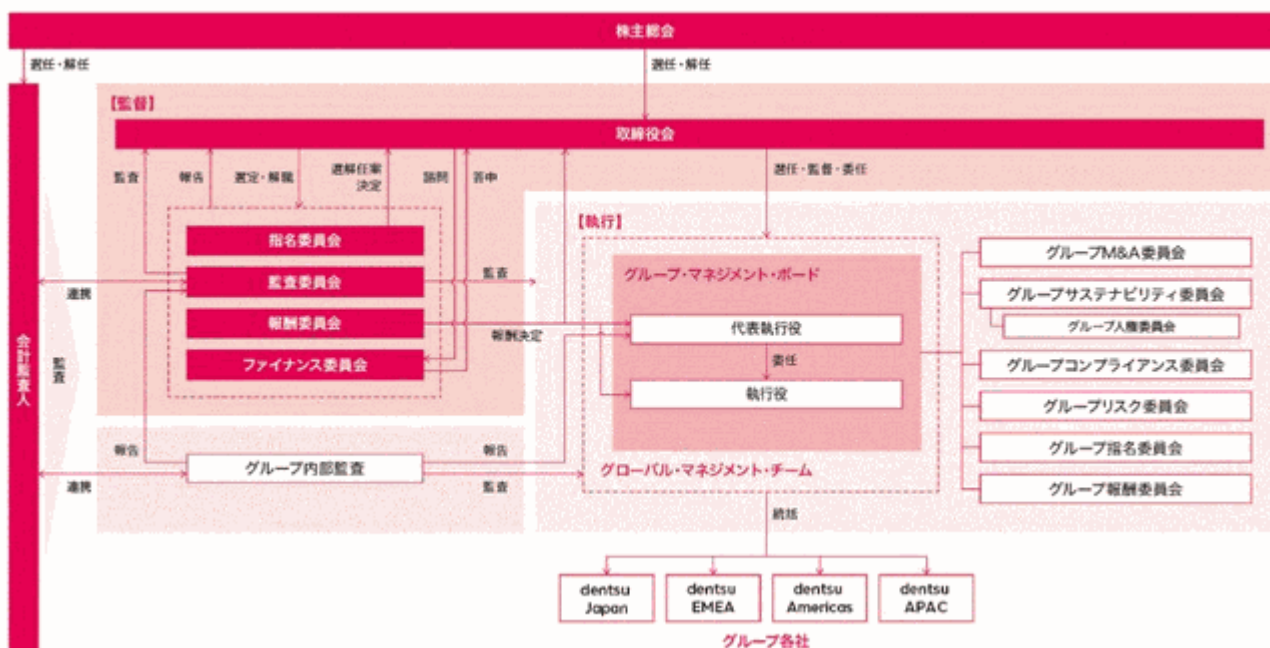 株主総会
選任・解任
選任・解任
【監督】
取締役会
監査
報告
選定・解職
選解任案
決定
諮問
答申
選任・監督・委任
【執行】
指名委員会
監査委員会
報酬委員会
ファイナンス委員会
連携
監査
報酬決定
会計監査人
監査
グループ・マネジメント・ボード
代表執行役
委任
執行役
グローバル・マネジメント・チーム
グループM&A委員会
グループサステナビリティ委員会
グループ人権委員会
グループコンプライアンス委員会
グループリスク委員会
グループ指名委員会
グループ報酬委員会
報告
グループ内部監査
報告
監査
連携
統括
dentsu
Japan
dentsu
EMEA
dentsu
Americas
dentsu
APAC
グループ各社